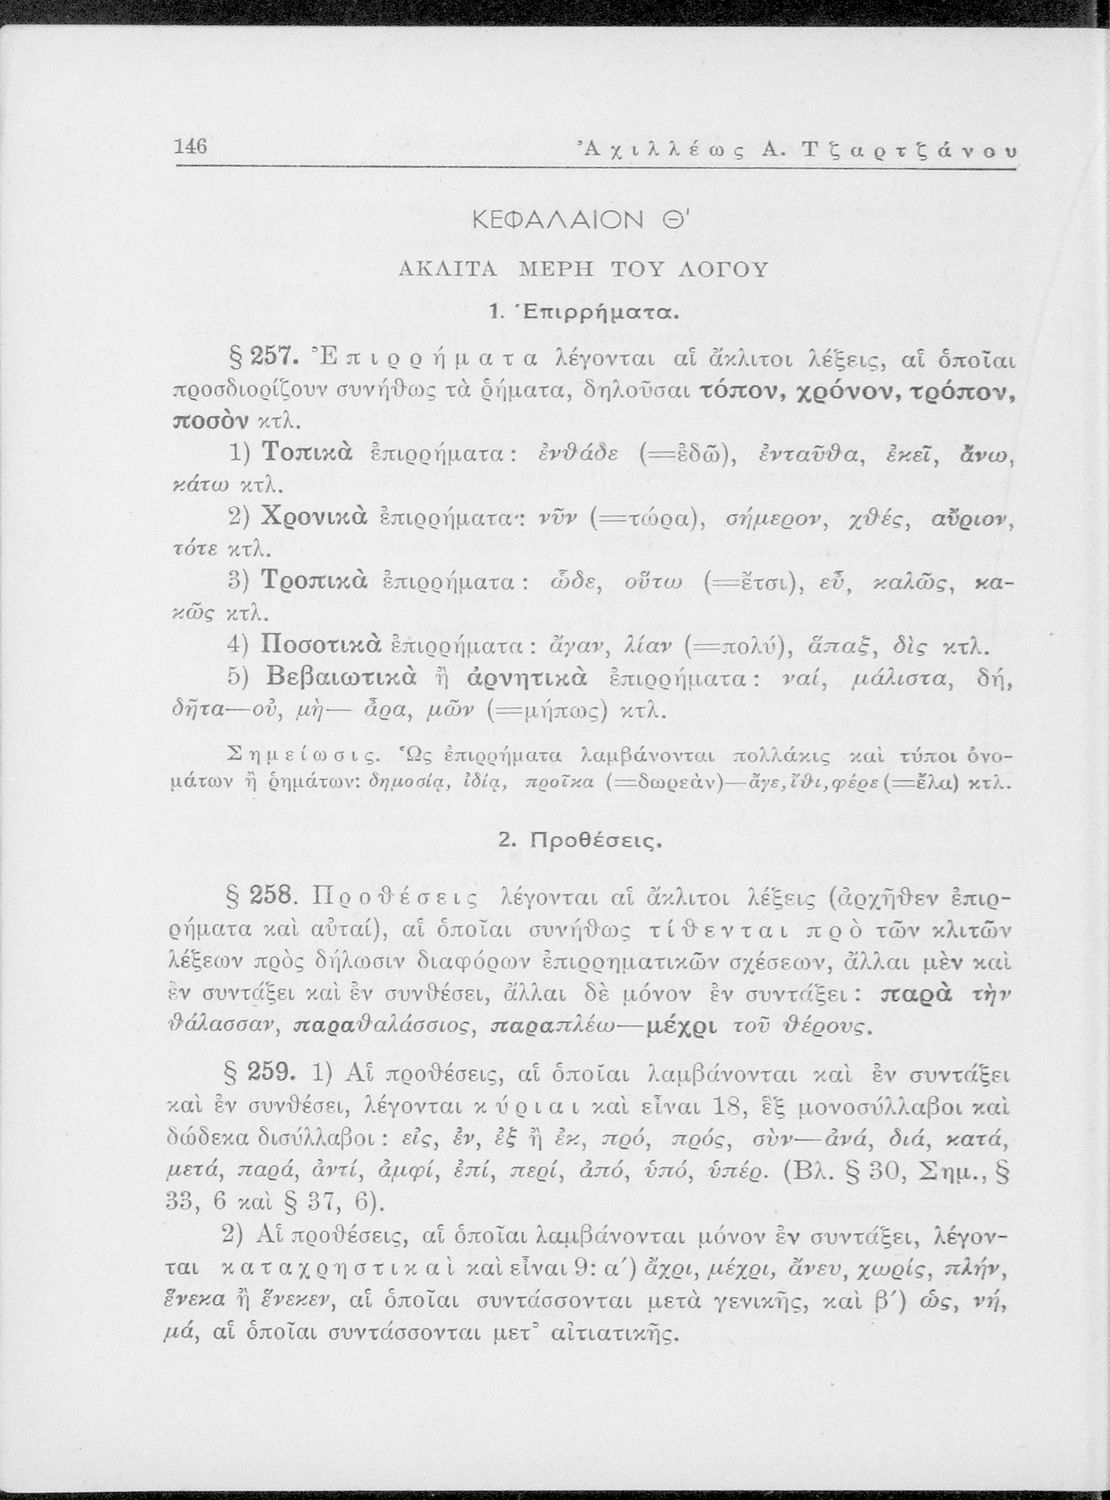 146
Ἀχιλλέως Α. Τζαρτζάνου
ΚΕΦΑΛΑΙΟΝ Θ'
ΑΚΛΙΤΑ ΜΕΡΗ ΤΟΥ ΛΟΓΟΥ
1. Ἐπιρρήματα.
§ 257. Ἐπιρρήματα λέγονται αἱ ἄκλιτοι λέξεις, αἱ ὁποῖαι
προσδιορίζουν συνήθως τὰ ῥήματα, δηλοῦσαι τόπον, χρόνον, τρόπον,
ποσὸν κτλ.
1) Τοπικὰ ἐπιρρήματα: ἐνθάδε (=ἐδῶ), ἐνταῦθα, ἐκεῖ, ἄνω,
κάτω κτλ.
2) Χρονικὰ ἐπιρρήματα: νῦν (=τώρα), σήμερον, χθές, αὔριον,
τότε κτλ.
3) Τροπικὰ ἐπιρρήματα: ὧδε, οὕτω (=ἔτσι), εὖ, καλῶς, κα-
κῶς κτλ.
4) Ποσοτικὰ ἐπιρρήματα: ἄγαν, λίαν (=πολύ), ἅπαξ, δὶς κτλ.
5) Βεβαιωτικὰ ἢ ἀρνητικὰ ἐπιρρήματα: ναί, μάλιστα, δή,
δῆτα—οὐ, μὴ— ἆρα, μῶν (=μήπως) κτλ.
Σημείωσις. Ὡς ἐπιρρήματα λαμβάνονται πολλάκις καὶ τύποι ὀνο-
μάτων ἢ ῥημάτων: δημοσίᾳ, ἰδίᾳ, προῖκα (=δωρεὰν)—ἄγε, ἴθι, φέρε (=ἔλα) κτλ.
2. Προθέσεις.
§ 258. Προθέσεις λέγονται αἱ ἄκλιτοι λέξεις (ἀρχῆθεν ἐπιρ-
ρήματα καὶ αὐταί), αἱ ὁποῖαι συνήθως τίθενται πρὸ τῶν κλιτῶν
λέξεων πρὸς δήλωσιν διαφόρων ἐπιρρηματικῶν σχέσεων, ἄλλαι μὲν καὶ
ἐν συντάξει καὶ ἐν συνθέσει, ἄλλαι δὲ μόνον ἐν συντάξει: παρὰ τὴν
θάλασσαν, παραθαλάσσιος, παραπλέω—μέχρι τοῦ θέρους.
§ 259. 1) Αἱ προθέσεις, αἱ ὁποῖαι λαμβάνονται καὶ ἐν συντάξει
καὶ ἐν συνθέσει, λέγονται κύριαι καὶ εἶναι 18, ἓξ μονοσύλλαβοι καὶ
δώδεκα δισύλλαβοι: εἰς, ἐν, ἐξ ἢ ἐκ, πρό, πρός, σὺν—ἀνά, διά, κατά,
μετά, παρά, ἀντί, ἀμφί, ἐπί, περί, ἀπό, ὑπό, ὑπέρ. (Βλ. § 30, Σημ., §
33, 6 καὶ § 37, 6).
2) Αἱ προθέσεις, αἱ ὁποῖαι λαμβάνονται μόνον ἐν συντάξει, λέγον-
ται καταχρηστικαὶ καὶ εἶναι 9: α΄) ἄχρι, μέχρι, ἄνευ, χωρίς, πλήν,
ἕνεκα ἢ ἕνεκεν, αἱ ὁποῖαι συντάσσονται μετὰ γενικῆς, καὶ β΄) ὡς, νή,
μά, αἱ ὁποῖαι συντάσσονται μετ᾿ αἰτιατικῆς.